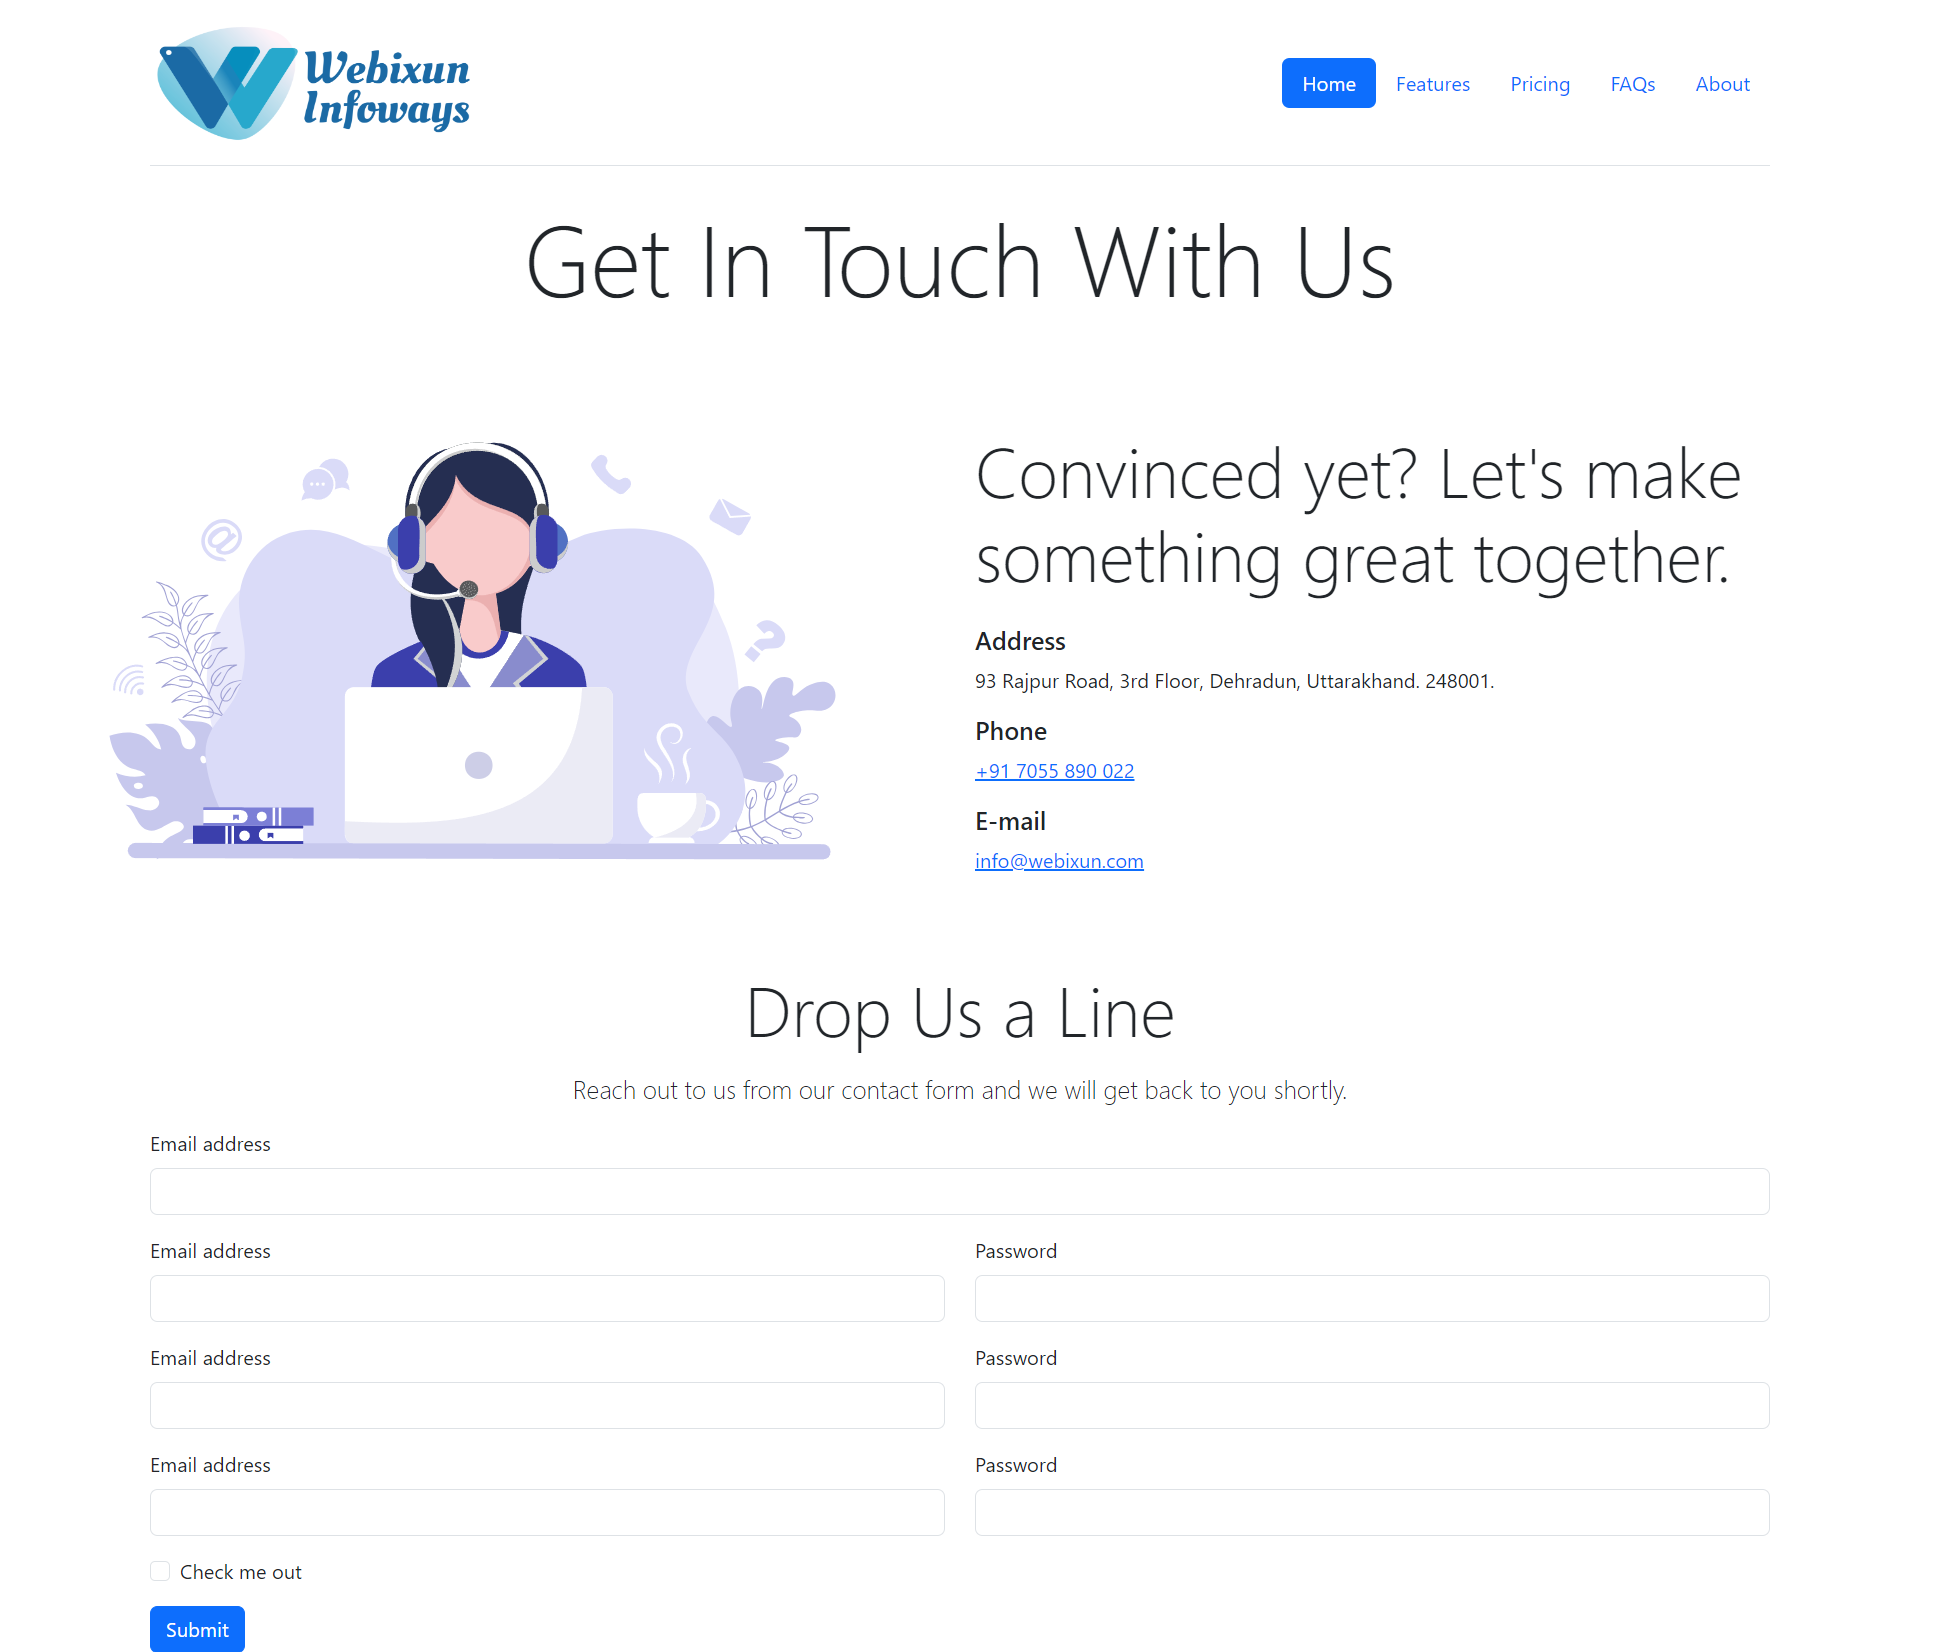 Webixun
Infoways
Home Features Pricing FAQs About
Get In Touch With Us
Convinced yet? Let's make
something great together.
Address
93 Rajpur Road, 3rd Floor, Dehradun, Uttarakhand. 248001.
Phone
+91 7055 890 022
E-mail
info@webixun.com
Drop Us a Line
Reach out to us from our contact form and we will get back to you shortly.
Email address
Email address Password
Email address Password
Email address Password
Check me out
Submit